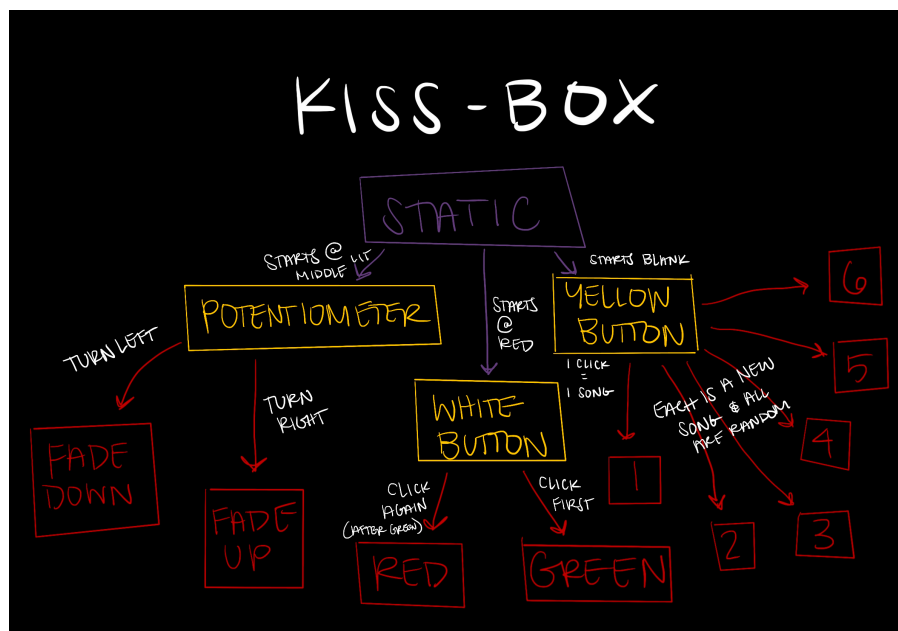 KISS-BOX
STATIC
STARTS @
MIDDLE LIT
POTENTIOMETER
TURN LEFT
FADE
DOWN
TURN
RIGHT
FADE
UP
STARTS
@
RED
WHITE
BUTTON
CLICK
AGAIN
(AFTER GREEN)
RED
CLICK
FIRST
GREEN
STARTS BLANK
YELLOW
BUTTON
1 CLICK
=
1 SONG
EACH IS A NEW
SONG & ALL
ARE RANDOM
1
2
3
4
5
6